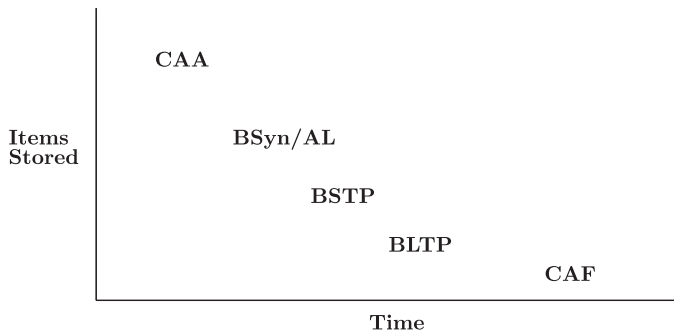 CAA
BSyn/AL
Items
Stored
BSTP
BLTP
CAF
Time